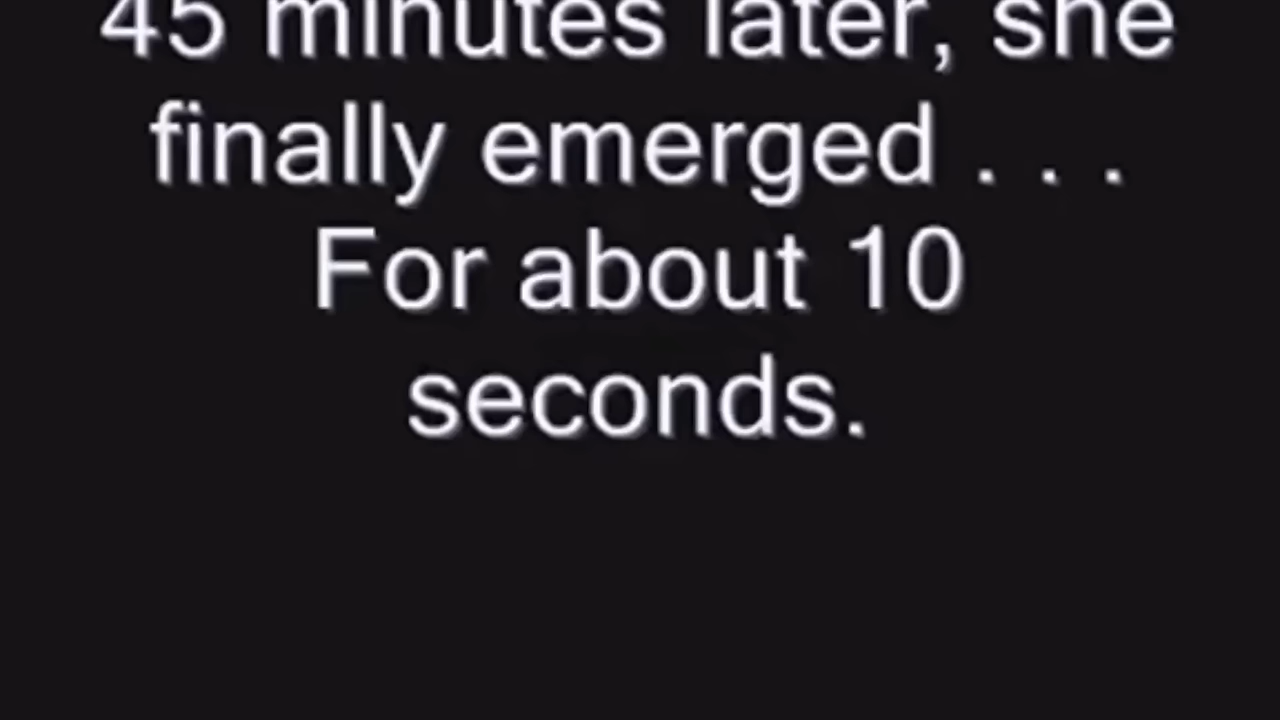 45 minutes later, she
finally emerged . . .
For about 10
seconds.